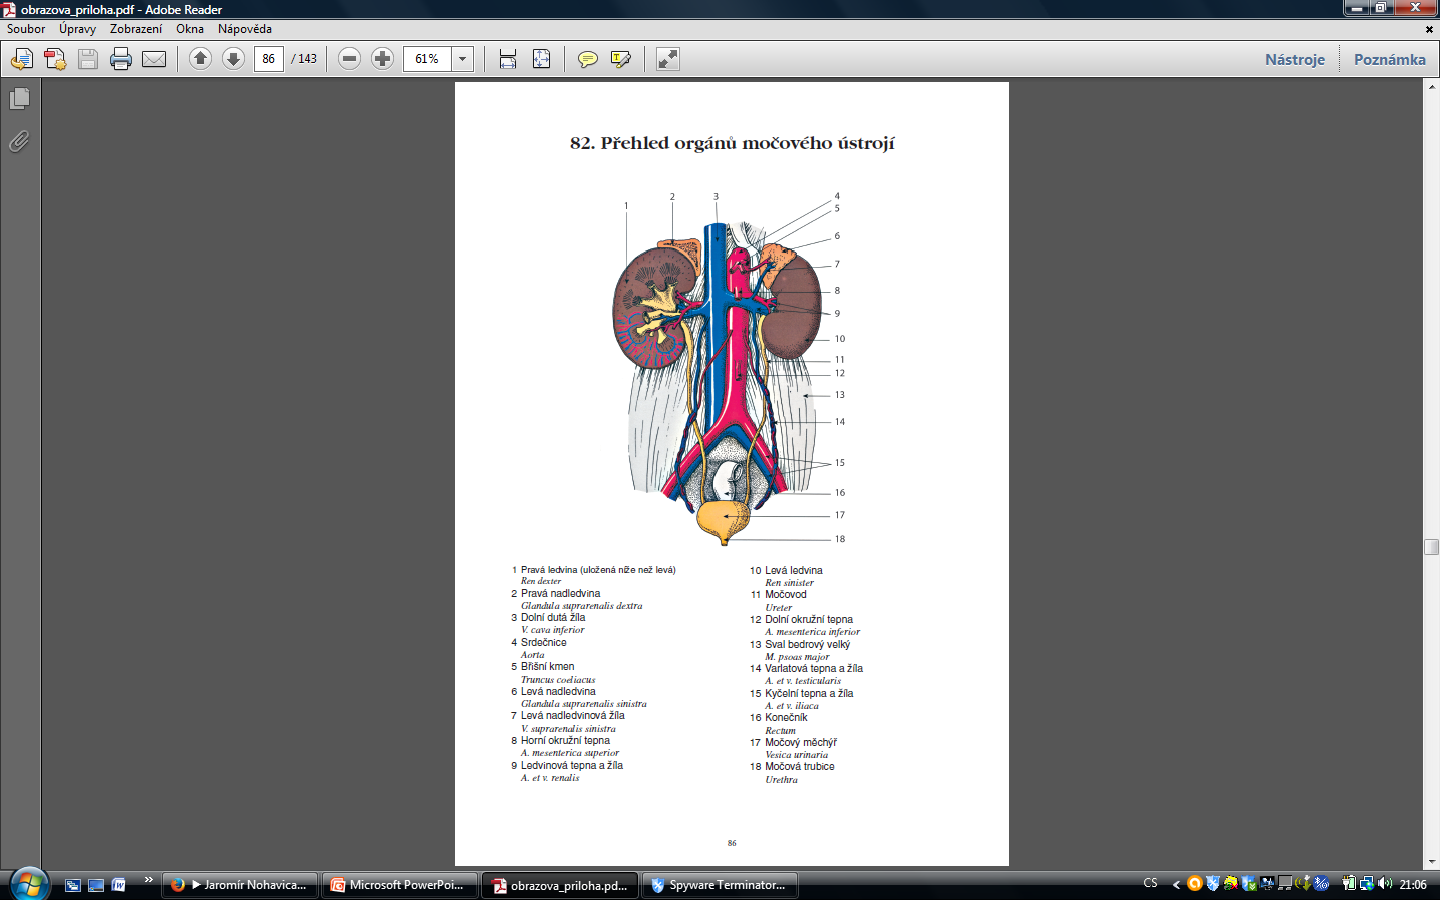 obrazova_priloha.pdf - Adobe Reader
Soubor Úpravy Zobrazení Okna Nápověda
86 / 143 61% Nástroje Poznámka
82. Přehled orgánů močového ústrojí
1 2 3 4
5
6
7
8
9
10
11
12
13
14
15
16
17
18
1 Pravá ledvina (uložená níže než levá)
Ren dexter
2 Pravá nadledvina
Glandula suprarenalis dextra
3 Dolní dutá žíla
V. cava inferior
4 Srdečnice
Aorta
5 Břišní kmen
Truncus coeliacus
6 Levá nadledvina
Glandula suprarenalis sinistra
7 Levá nadledvinová žíla
V. suprarenalis sinistra
8 Horní okružní tepna
A. mesenterica superior
9 Ledvinová tepna a žíla
A. et v. renalis
10 Levá ledvina
Ren sinister
11 Močovod
Ureter
12 Dolní okružní tepna
A. mesenterica inferior
13 Sval bedrový velký
M. psoas major
14 Varlatová tepna a žíla
A. et v. testicularis
15 Kyčelní tepna a žíla
A. et v. iliaca
16 Konečník
Rectum
17 Močový měchýř
Vesica urinaria
18 Močová trubice
Urethra
86
» Jaromír Nohavica... Microsoft PowerPoi... obrazova_priloha.pd... Spyware Terminator... CS 21:06